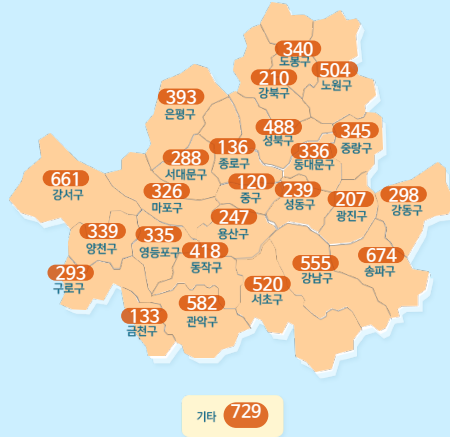 340
도봉구
504
노원구
210
강북구
393
은평구
488
성북구
345
중랑구
136
종로구
336
동대문구
288
서대문구
661
강서구
120
중구
239
성동구
326
마포구
207
광진구
298
강동구
247
용산구
339
양천구
335
영등포구
418
동작구
674
송파구
555
강남구
293
구로구
520
서초구
582
관악구
133
금천구
기타 729